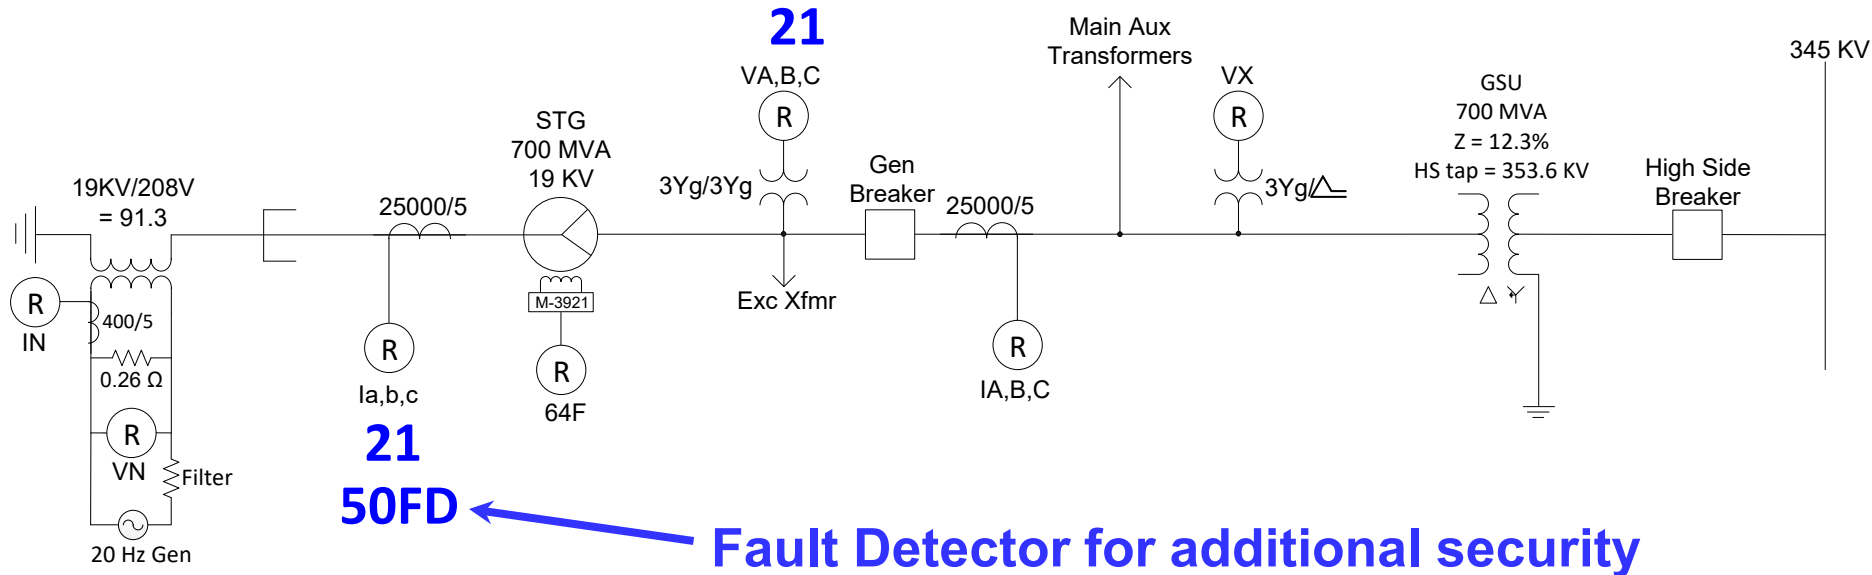 21
VA,B,C
R
Main Aux
Transformers
VX
R
345 KV
GSU
700 MVA
Z = 12.3%
HS tap = 353.6 KV
STG
700 MVA
19 KV
Gen
Breaker
High Side
Breaker
19KV/208V
= 91.3
25000/5
3Yg/3Yg
25000/5
3Yg/
R
IN
400/5
M-3921
Exc Xfmr
0.26 Ω
R
Ia,b,c
R
64F
R
IA,B,C
R
VN
Filter
21
50FD
20 Hz Gen
Fault Detector for additional security